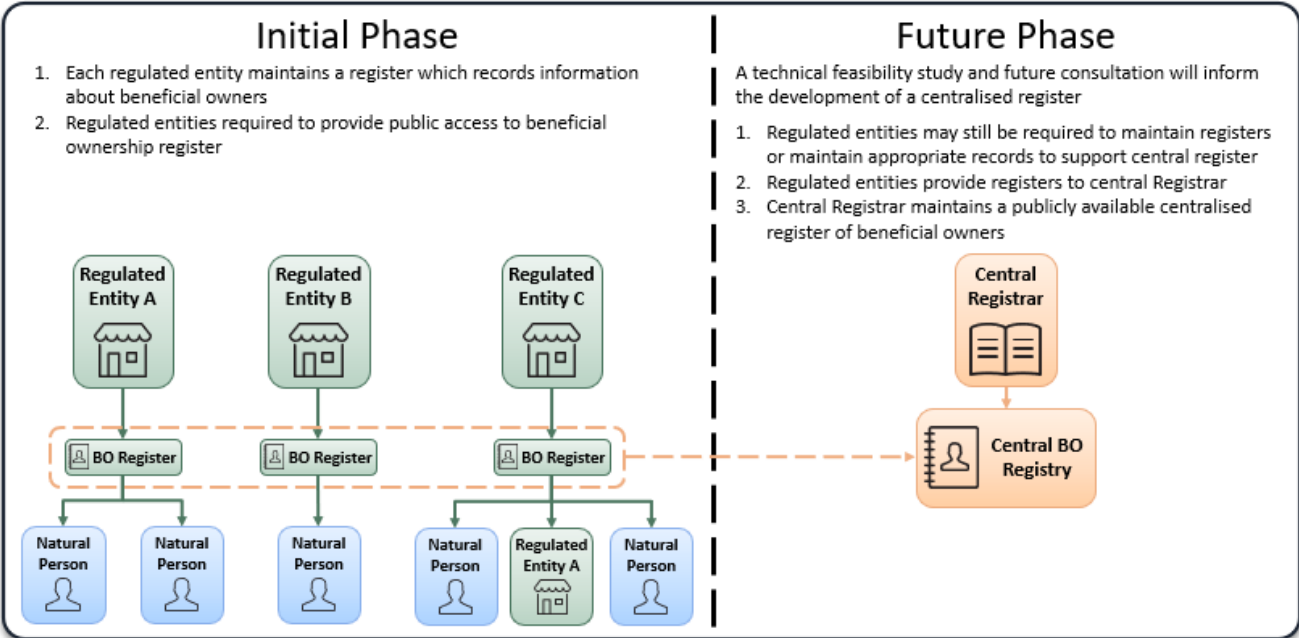 Initial Phase
1. Each regulated entity maintains a register which records information
about beneficial owners
2. Regulated entities required to provide public access to beneficial
ownership register
Future Phase
A technical feasibility study and future consultation will inform
the development of a centralised register
1. Regulated entities may still be required to maintain registers
or maintain appropriate records to support central register
2. Regulated entities provide registers to central Registrar
3. Central Registrar maintains a publicly available centralised
register of beneficial owners
Regulated
Entity A
Regulated
Entity B
Regulated
Entity C
Central
Registrar
BO Register
BO Register
BO Register
Central BO
Registry
Natural
Person
Natural
Person
Natural
Person
Natural
Person
Regulated
Entity A
Natural
Person